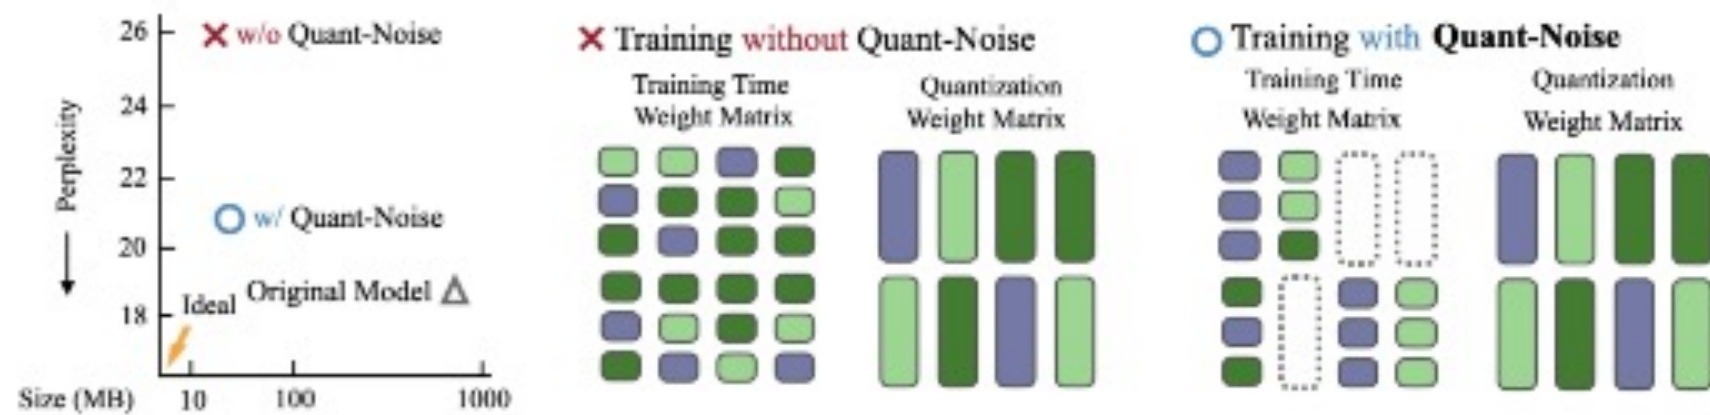 26
w/o Quant-Noise
24
22
w/ Quant-Noise
20
Original Model
Ideal
18
Perplexity
Size (MB)
10
100
1000
Training without Quant-Noise
Training Time
Weight Matrix
Quantization
Weight Matrix
Training with Quant-Noise
Training Time
Weight Matrix
Quantization
Weight Matrix